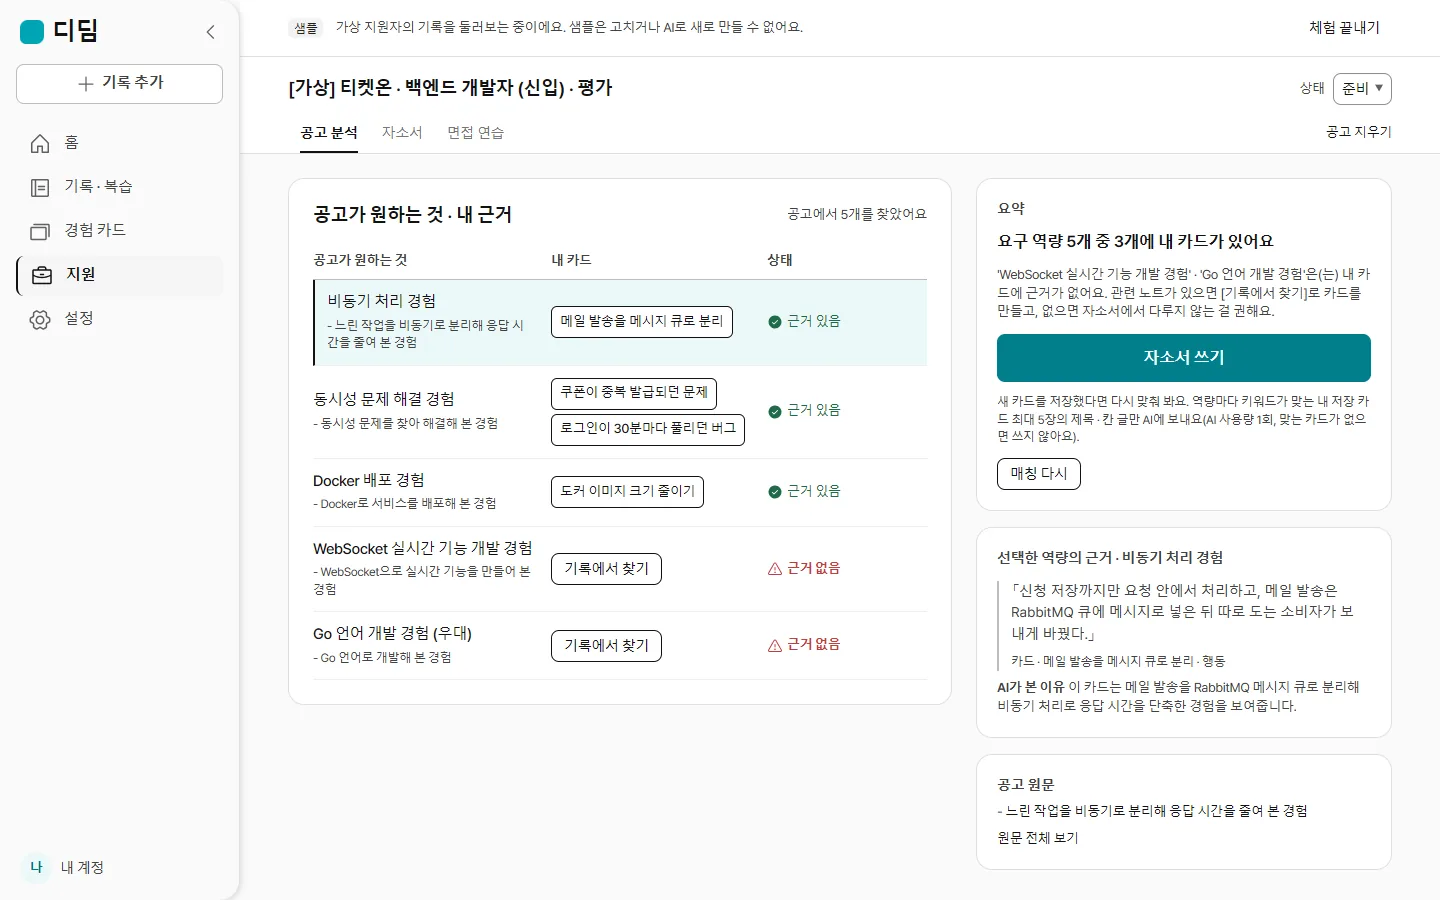 디딤
기록 추가
홈
기록 · 복습
경험 카드
지원
설정
나 내 계정
샘플 가상 지원자의 기록을 둘러보는 중이에요. 샘플은 고치거나 AI로 새로 만들 수 없어요.
체험 끝내기
[가상] 티켓온 · 백엔드 개발자 (신입) · 평가
상태 준비
공고 분석 자소서 면접 연습
공고 지우기
공고가 원하는 것 · 내 근거
공고에서 5개를 찾았어요
공고가 원하는 것 내 카드 상태
비동기 처리 경험
- 느린 작업을 비동기로 분리해 응답 시
간을 줄여 본 경험
메일 발송을 메시지 큐로 분리
근거 있음
동시성 문제 해결 경험
- 동시성 문제를 찾아 해결해 본 경험
쿠폰이 중복 발급되던 문제
로그인이 30분마다 풀리던 버그
근거 있음
Docker 배포 경험
- Docker로 서비스를 배포해 본 경험
도커 이미지 크기 줄이기
근거 있음
WebSocket 실시간 기능 개발 경험
- WebSocket으로 실시간 기능을 만들어 본
경험
기록에서 찾기
근거 없음
Go 언어 개발 경험 (우대)
- Go 언어로 개발해 본 경험
기록에서 찾기
근거 없음
요약
요구 역량 5개 중 3개에 내 카드가 있어요
'WebSocket 실시간 기능 개발 경험' · 'Go 언어 개발 경험'은(는) 내 카
드에 근거가 없어요. 관련 노트가 있으면 [기록에서 찾기]로 카드를
만들고, 없으면 자소서에서 다루지 않는 걸 권해요.
자소서 쓰기
새 카드를 저장했다면 다시 맞춰 봐요. 역량마다 키워드가 맞는 내 저장 카
드 최대 5장의 제목 · 칸 글만 AI에 보내요(AI 사용량 1회, 맞는 카드가 없으
면 쓰지 않아요).
매칭 다시
선택한 역량의 근거 · 비동기 처리 경험
「신청 저장까지만 요청 안에서 처리하고, 메일 발송은
RabbitMQ 큐에 메시지로 넣은 뒤 따로 도는 소비자가 보
내게 바꿨다.」
카드 · 메일 발송을 메시지 큐로 분리 · 행동
AI가 본 이유 이 카드는 메일 발송을 RabbitMQ 메시지 큐로 분리해
비동기 처리로 응답 시간을 단축한 경험을 보여줍니다.
공고 원문
- 느린 작업을 비동기로 분리해 응답 시간을 줄여 본 경험
원문 전체 보기